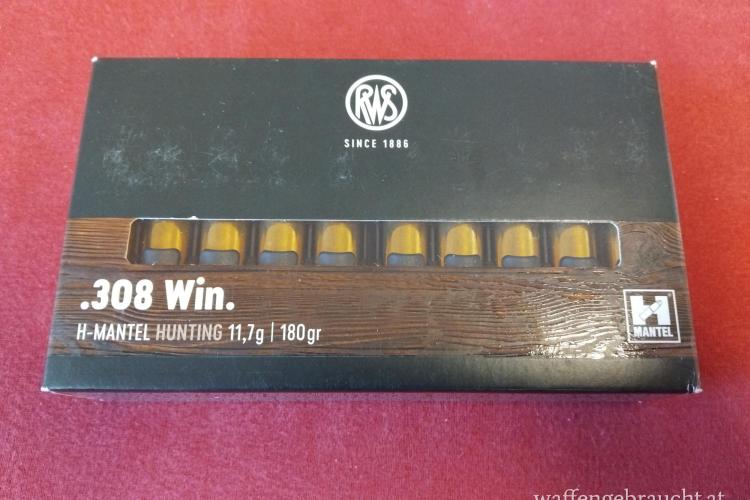 RWS
SINCE 1886
.308 Win.
H-MANTEL HUNTING 11,7g | 180gr
H
MANTEL
waffengebraucht.at